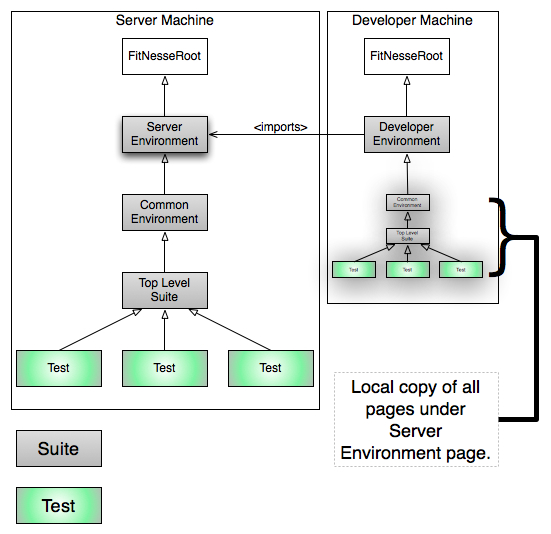 Server Machine
FitNesseRoot
Server
Environment
Common
Environment
Top Level
Suite
Test
Test
Test
<imports>
Developer Machine
FitNesseRoot
Developer
Environment
Common
Environment
Top Level
Suite
Test
Test
Test
Local copy of all
pages under
Server
Environment page.
Suite
Test